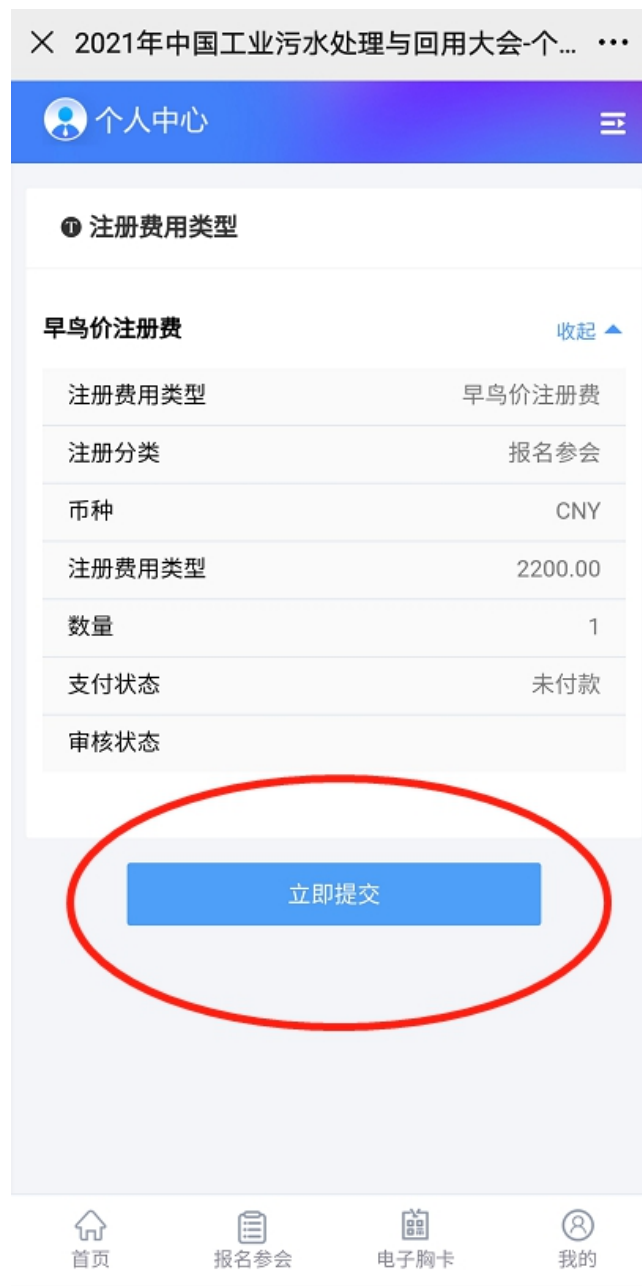 2021年中国工业污水处理与回用大会-个...
个人中心
注册费用类型
早鸟价注册费 收起
注册费用类型 早鸟价注册费
注册分类 报名参会
币种 CNY
注册费用类型 2200.00
数量 1
支付状态 未付款
审核状态
立即提交
首页 报名参会 电子胸卡 我的